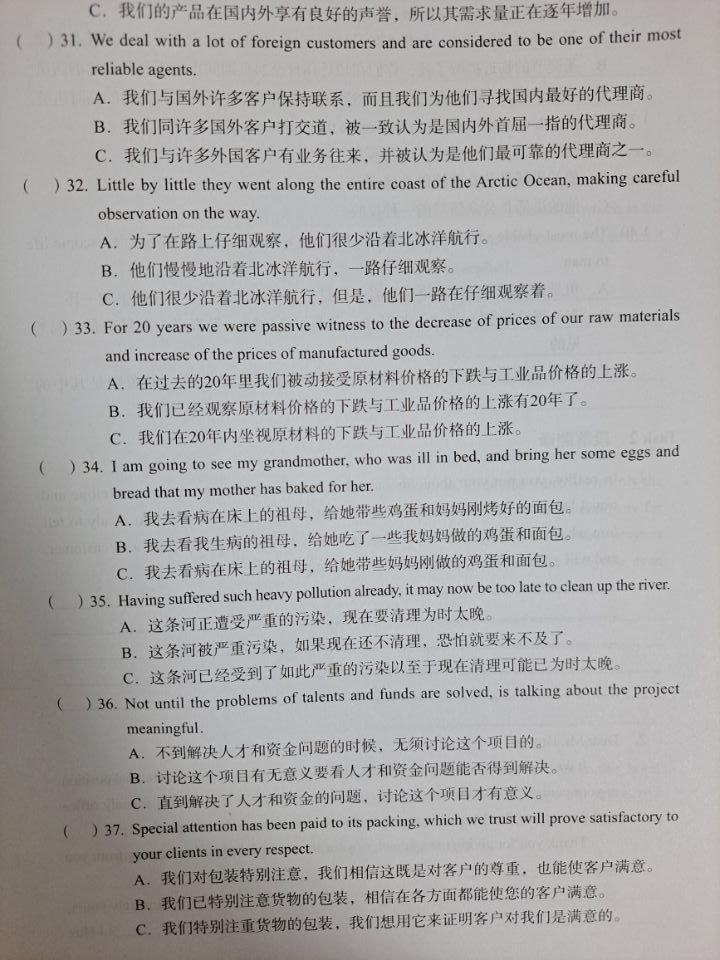 C. 我们的产品在国内外享有良好的声誉，所以其需求量正在逐年增加。
(　) 31. We deal with a lot of foreign customers and are considered to be one of their most
reliable agents.
A. 我们与国外许多客户保持联系，而且我们为他们寻找国内最好的代理商。
B. 我们同许多国外客户打交道，被一致认为是国内外首屈一指的代理商。
C. 我们与许多外国客户有业务往来，并被认为是他们最可靠的代理商之一。
(　) 32. Little by little they went along the entire coast of the Arctic Ocean, making careful
observation on the way.
A. 为了在路上仔细观察，他们很少沿着北冰洋航行。
B. 他们慢慢地沿着北冰洋航行，一路仔细观察。
C. 他们很少沿着北冰洋航行，但是，他们一路在仔细观察着。
(　) 33. For 20 years we were passive witness to the decrease of prices of our raw materials
and increase of the prices of manufactured goods.
A. 在过去的20年里我们被动接受原材料价格的下跌与工业品价格的上涨。
B. 我们已经观察原材料价格的下跌与工业品价格的上涨有20年了。
C. 我们在20年内坐视原材料的下跌与工业品价格的上涨。
(　) 34. I am going to see my grandmother, who was ill in bed, and bring her some eggs and
bread that my mother has baked for her.
A. 我去看病在床上的祖母，给她带些鸡蛋和妈妈刚烤好的面包。
B. 我去看我生病的祖母，给她吃了一些我妈妈做的鸡蛋和面包。
C. 我去看病在床上的祖母，给她带些妈妈刚做的鸡蛋和面包。
(　) 35. Having suffered such heavy pollution already, it may now be too late to clean up the river.
A. 这条河正遭受严重的污染，现在要清理为时太晚。
B. 这条河被严重污染，如果现在还不清理，恐怕就要来不及了。
C. 这条河已经受到了如此严重的污染以至于现在清理可能已为时太晚。
(　) 36. Not until the problems of talents and funds are solved, is talking about the project
meaningful.
A. 不到解决人才和资金问题的时候，无须讨论这个项目的。
B. 讨论这个项目有无意义要看人才和资金问题能否得到解决。
C. 直到解决了人才和资金的问题，讨论这个项目才有意义。
(　) 37. Special attention has been paid to its packing, which we trust will prove satisfactory to
your clients in every respect.
A. 我们对包装特别注意，我们相信这既是对客户的尊重，也能使客户满意。
B. 我们已特别注意货物的包装，相信在各方面都能使您的客户满意。
C. 我们特别注重货物的包装，我们想用它来证明客户对我们是满意的。